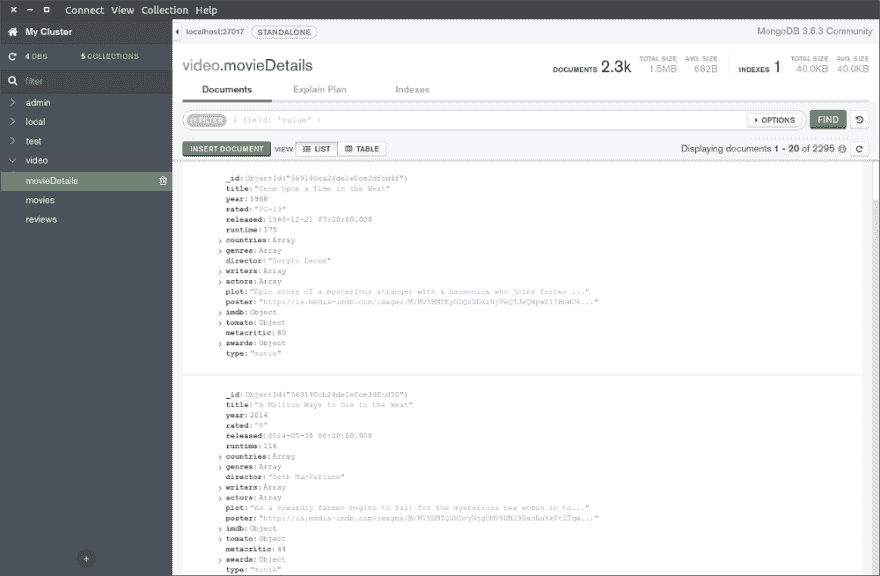 Connect View Collection Help
My Cluster
4 DBS 5 COLLECTIONS
filter
admin
local
test
video
movieDetails
movies
reviews
localhost:27017 STANDALONE MongoDB 3.6.3 Community
video.movieDetails
DOCUMENTS 2.3k TOTAL SIZE 1.5MB AVG. SIZE 682B INDEXES 1 TOTAL SIZE 40.0KB AVG. SIZE 40.0KB
Documents Explain Plan Indexes
FILTER { field: 'value' } OPTIONS FIND
INSERT DOCUMENT VIEW LIST TABLE Displaying documents 1 - 20 of 2295
_id: ObjectId(
title: "Once Upon a Time in the West"
year: 1968
rated: "PG-13"
released: 1968-12-21 07:00:00.000
runtime: 175
countries: Array
genres: Array
director: "Sergio Leone"
writers: Array
actors: Array
plot: "Epic story of a mysterious stranger with a harmonica who joins forces ..."
poster: "http://ia.media-imdb.com/images/M/
imdb: Object
tomato: Object
metacritic: 80
awards: Object
type: "movie"
_id: ObjectId(
title: "A Million Ways to Die in the West"
year: 2014
rated: "R"
released: 2014-05-30 06:00:00.000
runtime: 116
countries: Array
genres: Array
director: "Seth MacFarlane"
writers: Array
actors: Array
plot: "As a cowardly farmer begins to fall for the mysterious new woman in to..."
poster: "http://ia.media-imdb.com/images/M/
imdb: Object
tomato: Object
metacritic: 44
awards: Object
type: "movie"